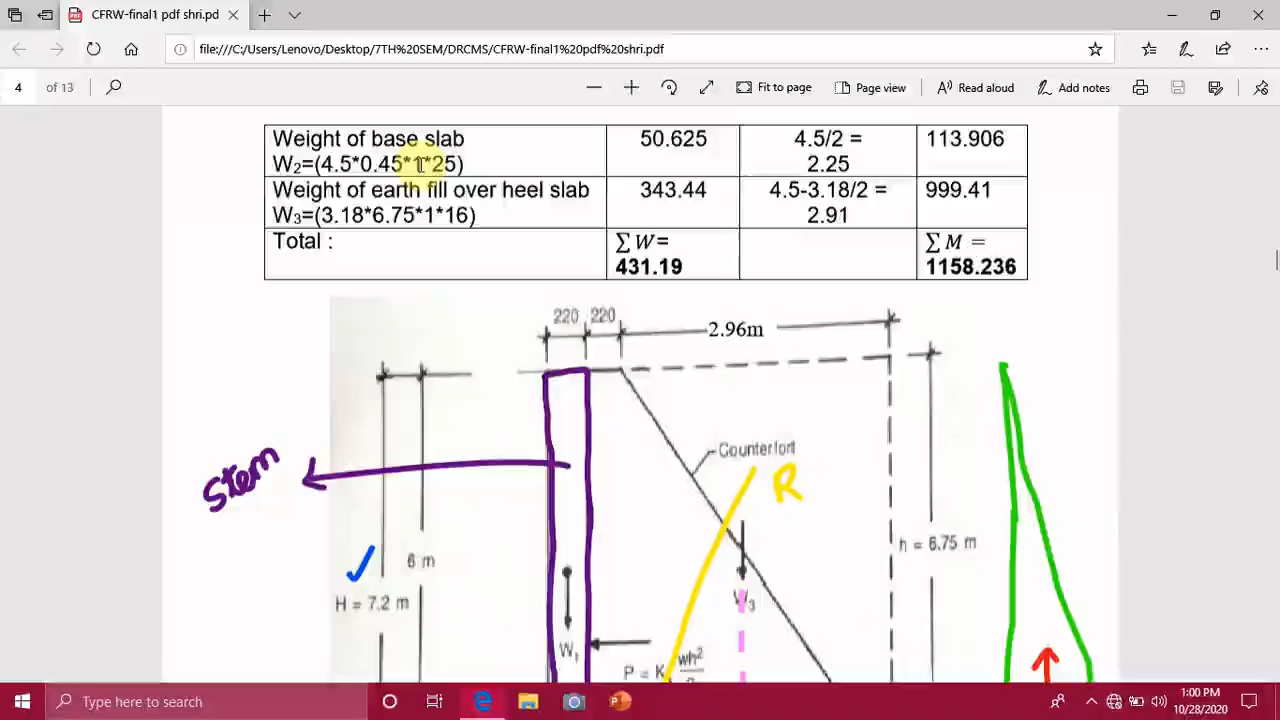 CFRW-final1 pdf shri.pd
file:///C:/Users/Lenovo/Desktop/7TH%20SEM/DRCMS/CFRW-final1%20pdf%20shri.pdf
4 of 13
Fit to page
Page view
Read aloud
Add notes
Weight of base slab 50.625 4.5/2 = 113.906
W2=(4.5*0.45*1*25) 2.25
Weight of earth fill over heel slab 343.44 4.5-3.18/2 = 999.41
W3=(3.18*6.75*1*16) 2.91
Total : ∑W= ∑M =
431.19 1158.236
220 220 2.96m
Counterfort
Stem
R
h = 6.75 m
6 m
H = 7.2 m
W3
W1
P = K wh²
Type here to search
1:00 PM
10/28/2020